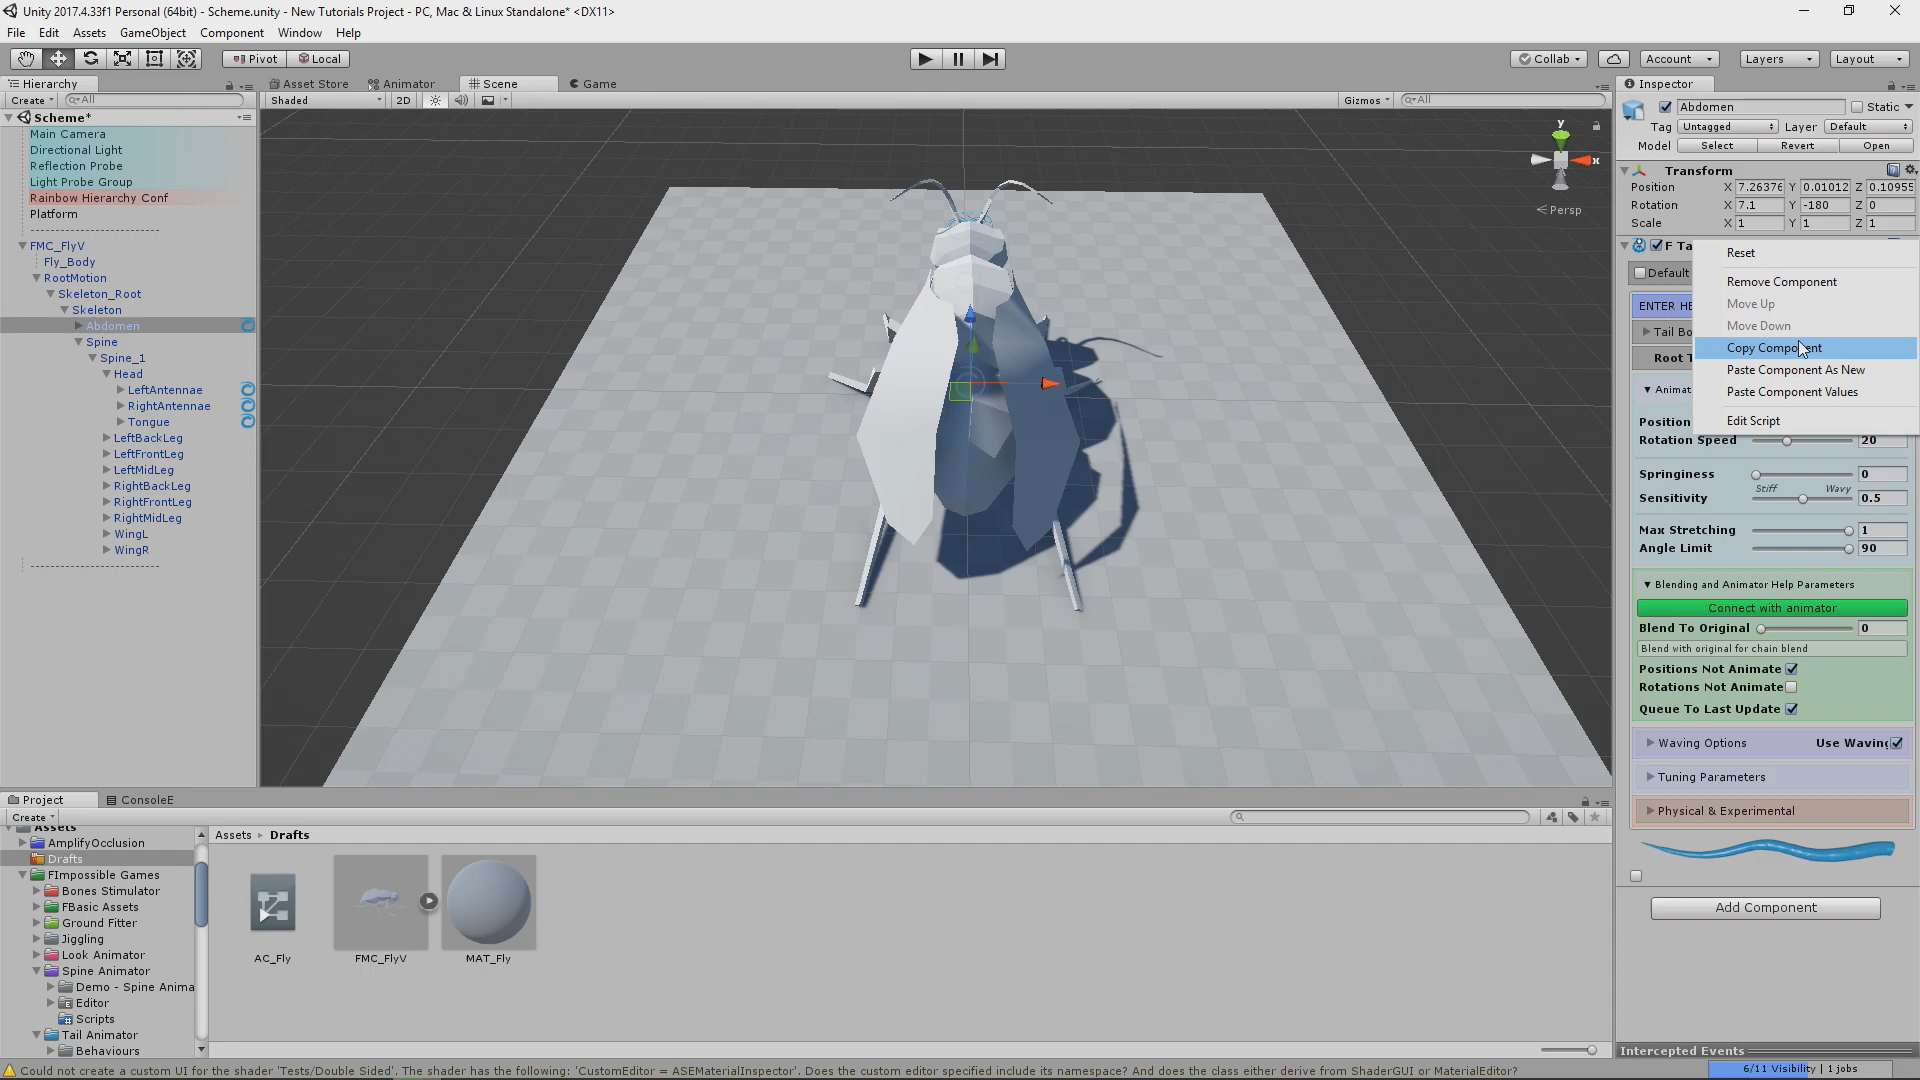 Unity 2017.4.33f1 Personal (64bit) - Scheme.unity - New Tutorials Project - PC, Mac & Linux Standalone* <DX11>
File Edit Assets GameObject Component Window Help
Pivot Local Collab Account Layers Layout
Hierarchy Asset Store Animator Scene Game Inspector
Create All Shaded 2D Gizmos All
Abdomen Static
Tag Untagged Layer Default
Model Select Revert Open
Scheme*
Main Camera
Directional Light
Reflection Probe
Light Probe Group
Rainbow Hierarchy Conf
Platform
FMC_FlyV
Fly_Body
RootMotion
Skeleton_Root
Skeleton
Abdomen
Spine
Spine_1
Head
LeftAntennae
RightAntennae
Tongue
LeftBackLeg
LeftFrontLeg
LeftMidLeg
RightBackLeg
RightFrontLeg
RightMidLeg
WingL
WingR
y
x
Persp
Transform
Position X 7.26376 Y 0.01012 Z 0.10955
Rotation X 7.1 Y -180 Z 0
Scale X 1 Y 1 Z 1
F Ta
Default
ENTER HE
Tail Bo
Root T
Animat
Position
Reset
Remove Component
Move Up
Move Down
Copy Component
Paste Component As New
Paste Component Values
Edit Script
Rotation Speed 20
Springiness 0
Stiff Wavy
Sensitivity 0.5
Max Stretching 1
Angle Limit 90
Blending and Animator Help Parameters
Connect with animator
Blend To Original 0
Blend with original for chain blend
Positions Not Animate
Rotations Not Animate
Queue To Last Update
Waving Options Use Waving
Tuning Parameters
Physical & Experimental
Add Component
Intercepted Events
Project ConsoleE
Create
Assets
AmplifyOcclusion
Drafts
FImpossible Games
Bones Stimulator
FBasic Assets
Ground Fitter
Jiggling
Look Animator
Spine Animator
Demo - Spine Anima
Editor
Scripts
Tail Animator
Behaviours
Assets Drafts
AC_Fly
FMC_FlyV
MAT_Fly
Could not create a custom UI for the shader 'Tests/Double Sided'. The shader has the following: 'CustomEditor = ASEMaterialInspector'. Does the custom editor specified include its namespace? And does the class either derive from ShaderGUI or MaterialEditor?
6/11 Visibility | 1 jobs